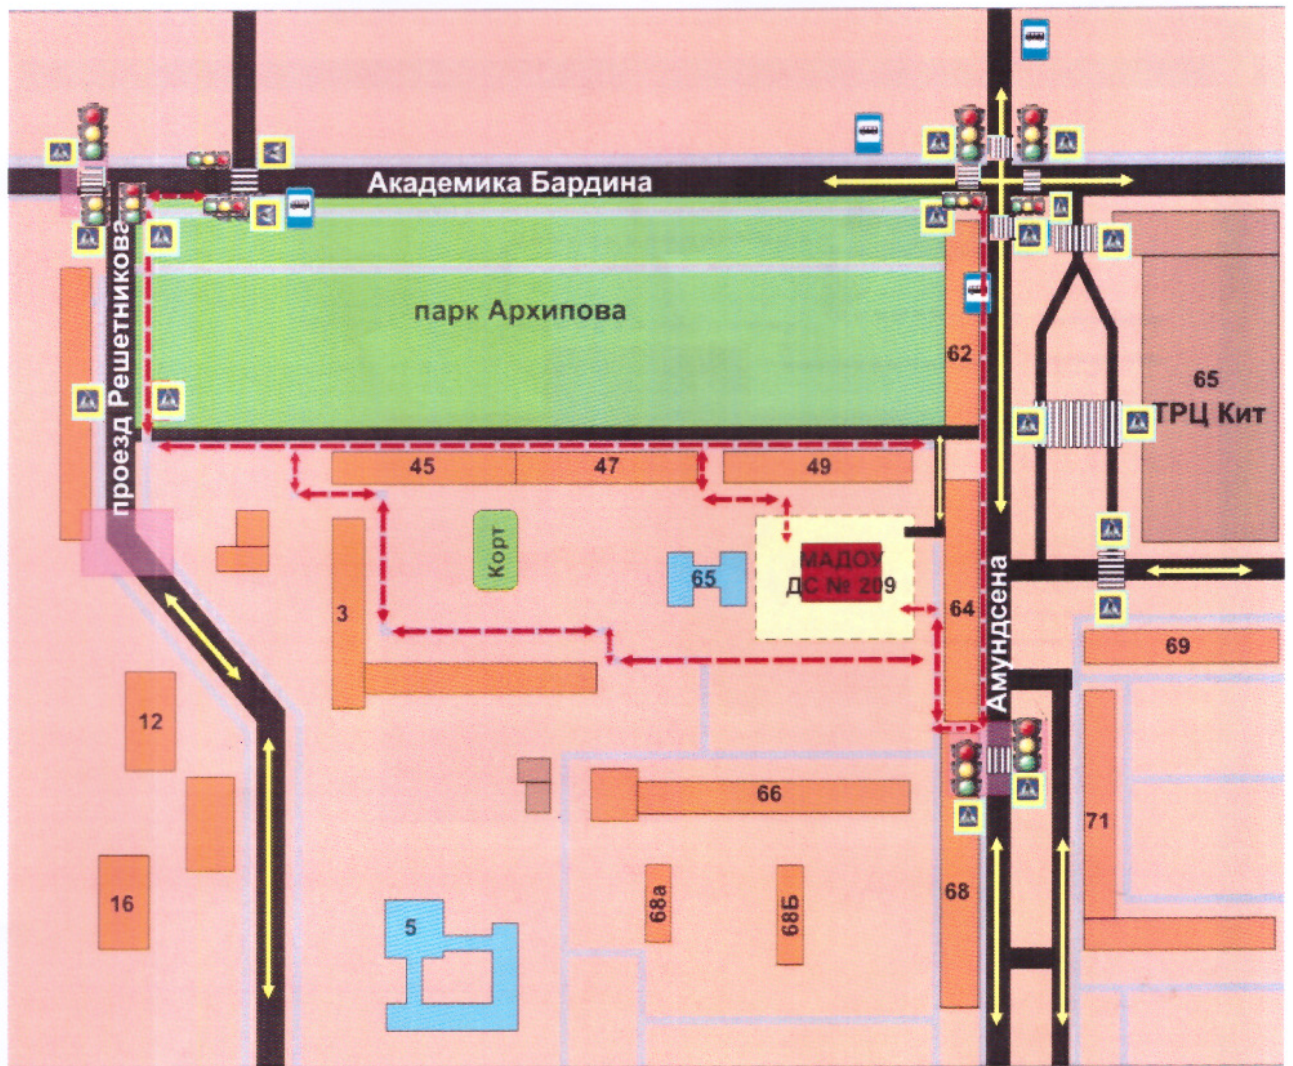 Академика Бардина
проезд Решетникова
парк Архипова
62
65
ТРЦ Кит
45
47
49
Корт
65
МАДОУ
ДС № 209
3
64
Амундсена
69
12
66
71
16
5
68а
68Б
68